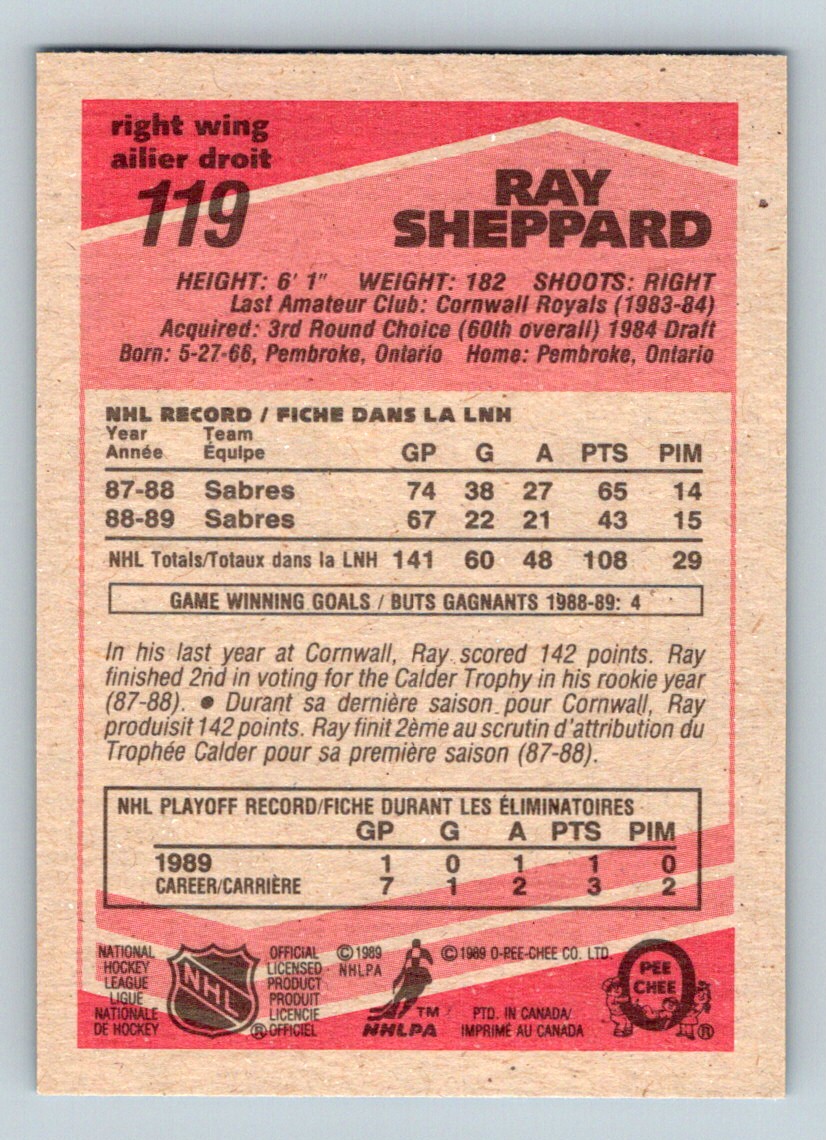 right wing
ailier droit
119
RAY
SHEPPARD
HEIGHT: 6' 1" WEIGHT: 182 SHOOTS: RIGHT
Last Amateur Club: Cornwall Royals (1983-84)
Acquired: 3rd Round Choice (60th overall) 1984 Draft
Born: 5-27-66, Pembroke, Ontario Home: Pembroke, Ontario
NHL RECORD / FICHE DANS LA LNH
Year Team
Année Équipe GP G A PTS PIM
87-88 Sabres 74 38 27 65 14
88-89 Sabres 67 22 21 43 15
NHL Totals/Totaux dans la LNH 141 60 48 108 29
GAME WINNING GOALS / BUTS GAGNANTS 1988-89: 4
In his last year at Cornwall, Ray scored 142 points. Ray
finished 2nd in voting for the Calder Trophy in his rookie year
(87-88). ● Durant sa dernière saison pour Cornwall, Ray
produisit 142 points. Ray finit 2ème au scrutin d'attribution du
Trophée Calder pour sa première saison (87-88).
NHL PLAYOFF RECORD/FICHE DURANT LES ÉLIMINATOIRES
GP G A PTS PIM
1989 1 0 1 1 0
CAREER/CARRIÈRE 7 1 2 3 2
NATIONAL
HOCKEY
LEAGUE
LIGUE
NATIONALE
DE HOCKEY
NHL
®
OFFICIAL
LICENSED
PRODUCT
PRODUIT
LICENCIE
OFFICIEL
©1989
NHLPA
TM
NHLPA
©1989 O-PEE-CHEE CO. LTD.
PTD. IN CANADA/
IMPRIMÉ AU CANADA
O
PEE
CHEE
®